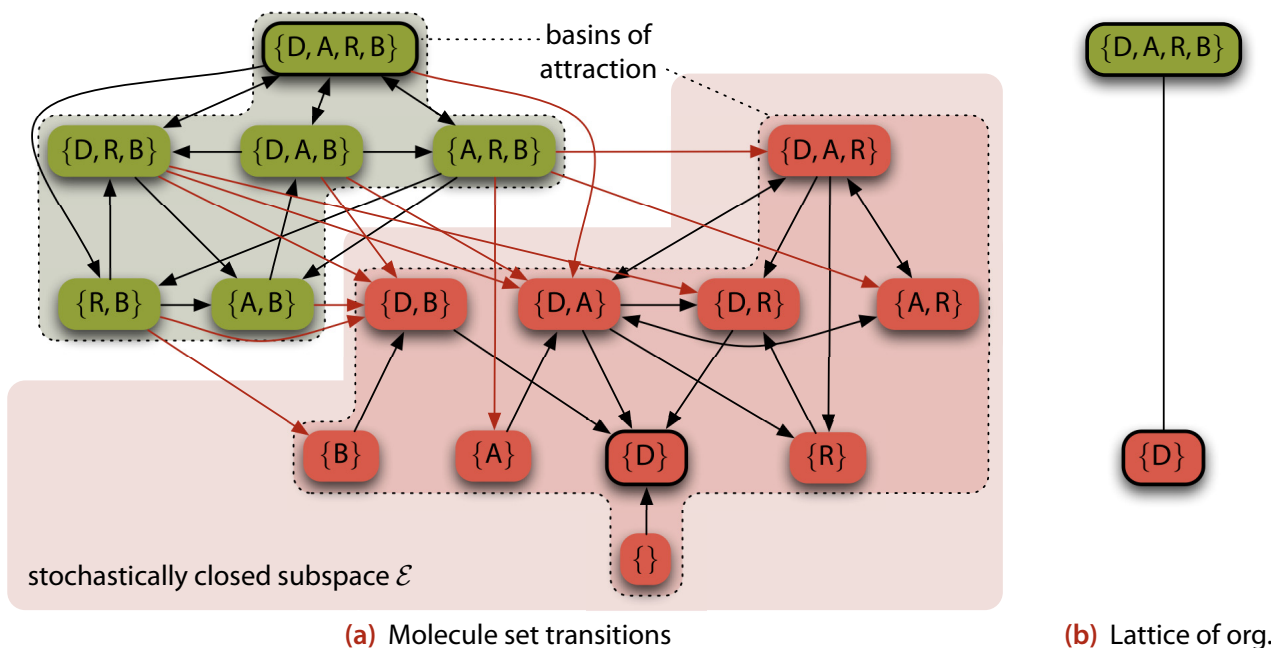 {D, A, R, B}
basins of
attraction
{D, A, R, B}
{D, R, B}
{D, A, B}
{A, R, B}
{D, A, R}
{R, B}
{A, B}
{D, B}
{D, A}
{D, R}
{A, R}
{B}
{A}
{D}
{R}
{D}
{}
stochastically closed subspace ℰ
(a) Molecule set transitions
(b) Lattice of org.